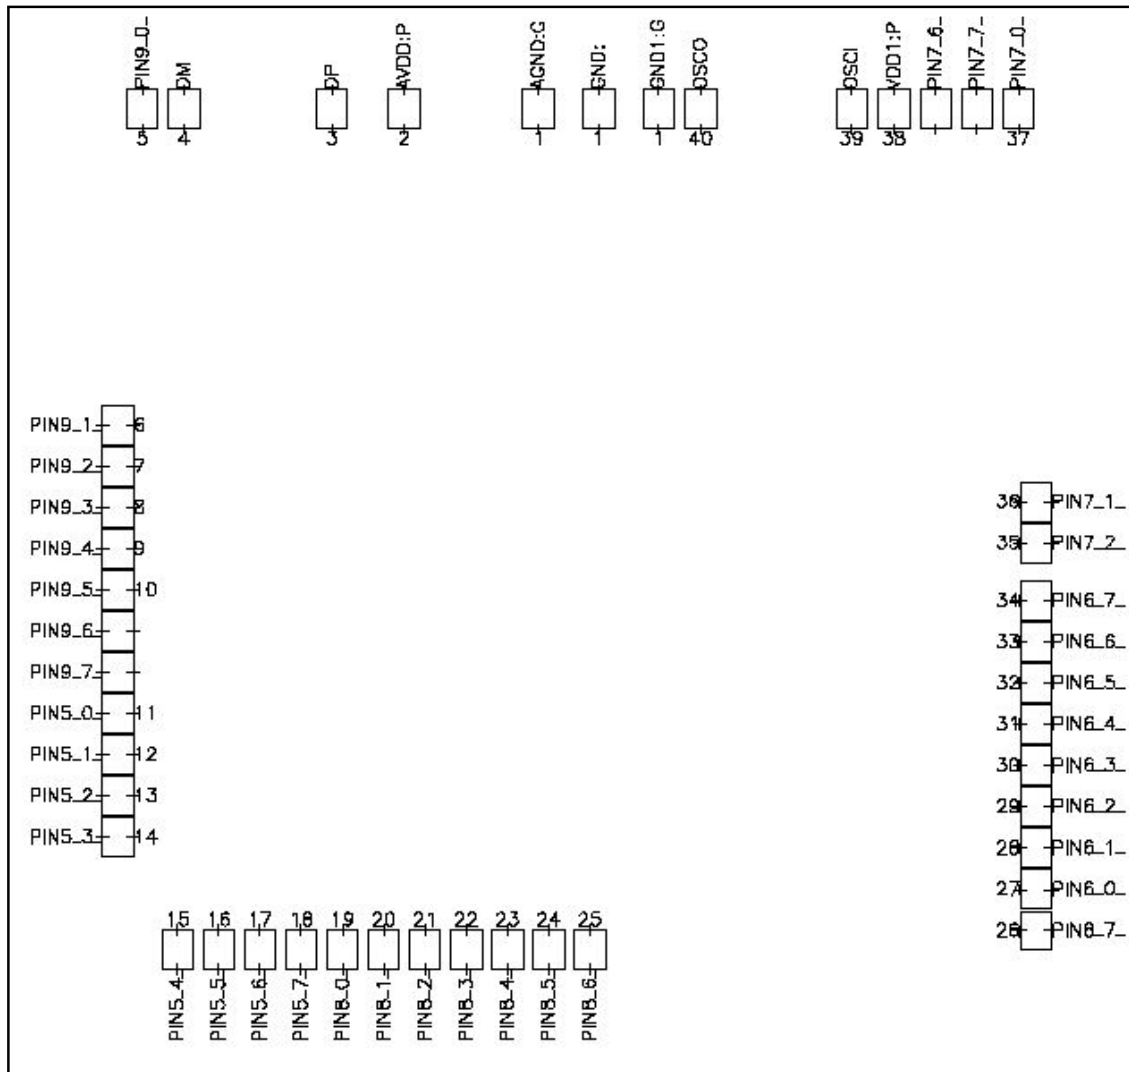 PIN9_0_ DM DP AVDD:P AGND:G GND: GND1:G OSCO OSCI VDD1:P PIN7_6_ PIN7_7_ PIN7_0_
5 4 3 2 1 1 1 40 39 38 37
PIN9_1_ 6
PIN9_2_ 7
PIN9_3_ 8
36 PIN7_1_
35 PIN7_2_
PIN9_4_ 9
PIN9_5_ 10
34 PIN6_7_
PIN9_6_
33 PIN6_6_
PIN9_7_
32 PIN6_5_
PIN5_0_ 11
31 PIN6_4_
PIN5_1_ 12
30 PIN6_3_
PIN5_2_ 13
29 PIN6_2_
PIN5_3_ 14
28 PIN6_1_
27 PIN6_0_
26 PIN8_7_
15 16 17 18 19 20 21 22 23 24 25
PIN5_4_ PIN5_5_ PIN5_6_ PIN5_7_ PIN8_0_ PIN8_1_ PIN8_2_ PIN8_3_ PIN8_4_ PIN8_5_ PIN8_6_